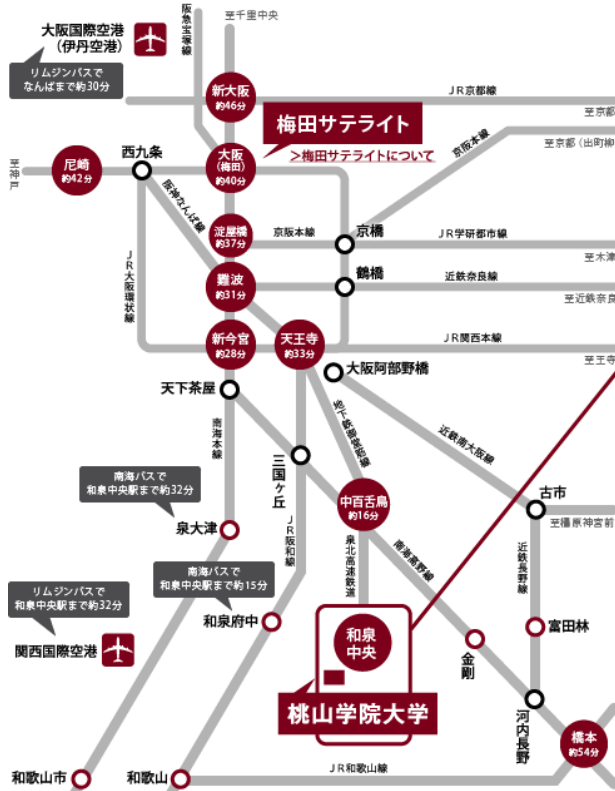 至千里中央
阪急宝塚線
大阪国際空港
(伊丹空港)
リムジンバスで
なんばまで約30分
新大阪
約46分
JR京都線
至京都
梅田サテライト
>梅田サテライトについて
至京都(出町柳
京阪本線
至神戸
尼崎
約42分
西九条
大阪
(梅田)
約40分
阪神なんば線
淀屋橋
約37分
京阪本線
京橋
JR学研都市線
至木津
JR大阪環状線
難波
約31分
鶴橋
近鉄奈良線
至近鉄奈良
新今宮
約28分
天王寺
約33分
JR関西本線
至王寺
大阪阿部野橋
天下茶屋
地下鉄御堂筋線
近鉄南大阪線
南海本線
三国ヶ丘
古市
至橿原神宮前
南海バスで
和泉中央駅まで約32分
中百舌鳥
約16分
泉大津
JR阪和線
泉北高速鉄道
南海高野線
近鉄長野線
リムジンバスで
和泉中央駅まで約32分
南海バスで
和泉中央駅まで約15分
和泉府中
和泉
中央
富田林
関西国際空港
金剛
桃山学院大学
河内長野
橋本
約54分
和歌山市
和歌山
JR和歌山線